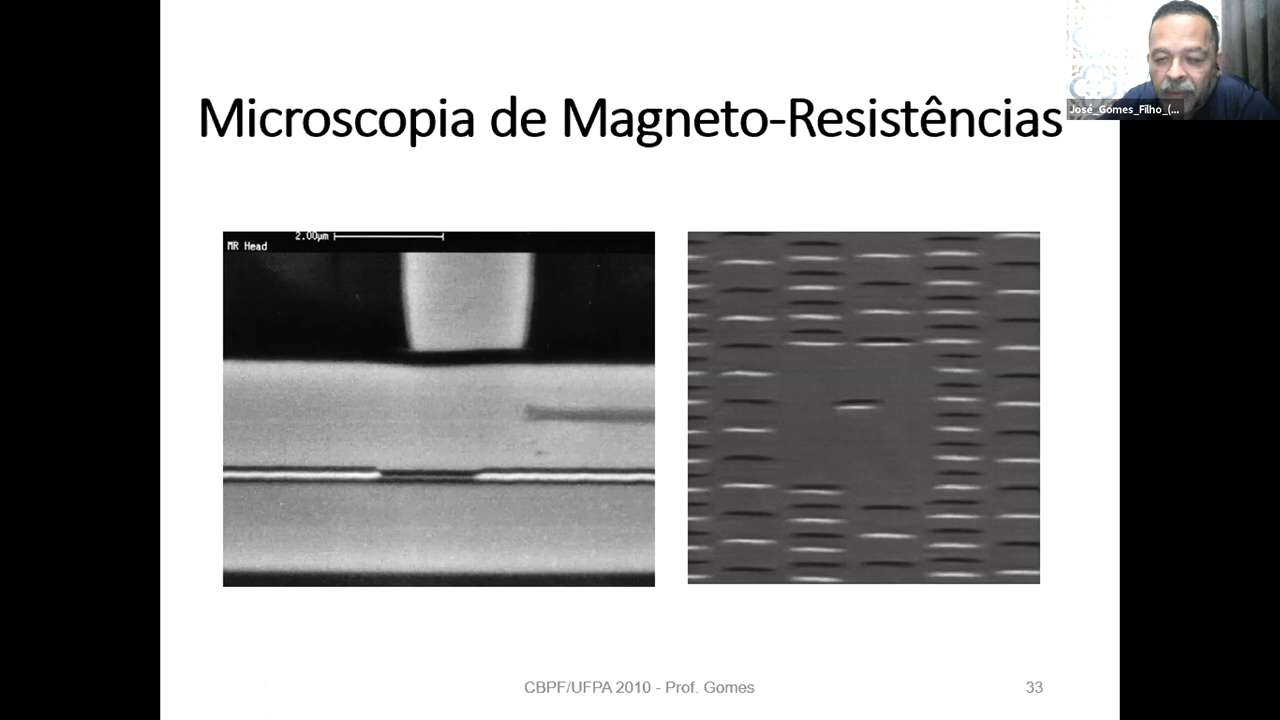 Microscopia de Magneto-Resistências
José_Gomes_Filho_(...
2.00µm
MR Head
CBPF/UFPA 2010 - Prof. Gomes
33